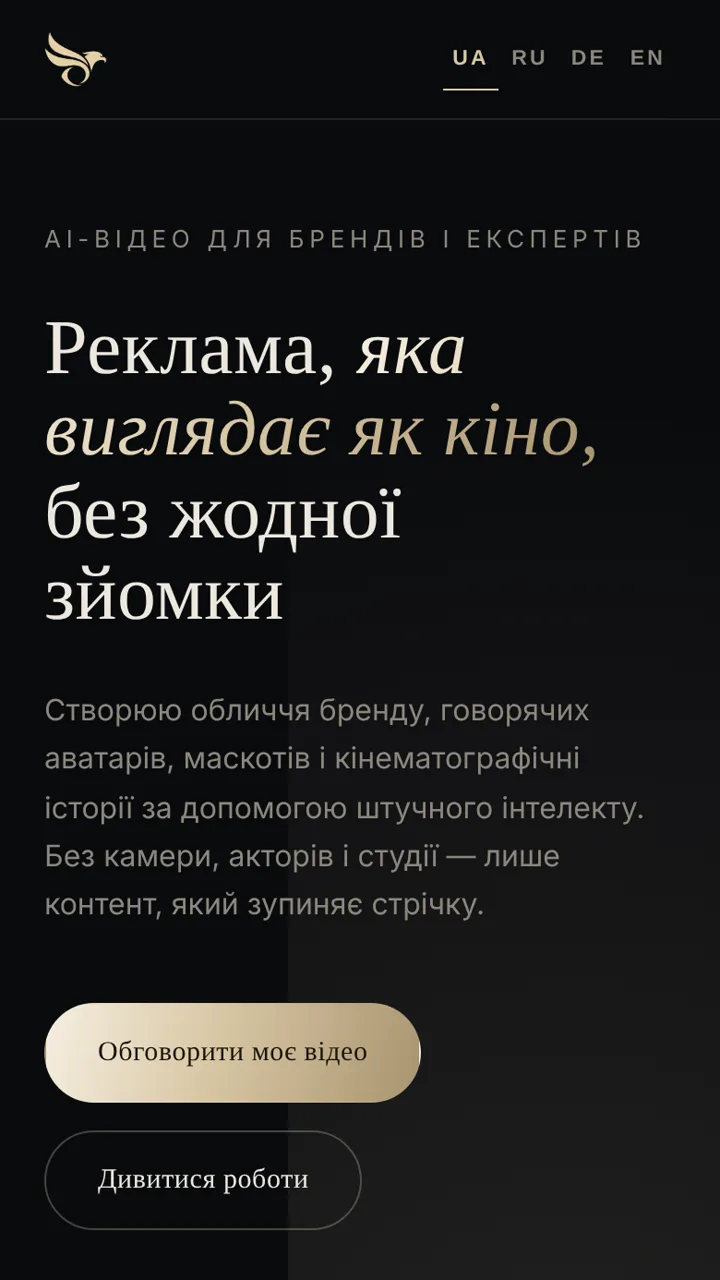 UA RU DE EN
АІ-ВІДЕО ДЛЯ БРЕНДІВ І ЕКСПЕРТІВ
Реклама, яка
виглядає як кіно,
без жодної
зйомки
Створюю обличчя бренду, говорячих
аватарів, маскотів і кінематографічні
історії за допомогою штучного інтелекту.
Без камери, акторів і студії — лише
контент, який зупиняє стрічку.
Обговорити моє відео
Дивитися роботи